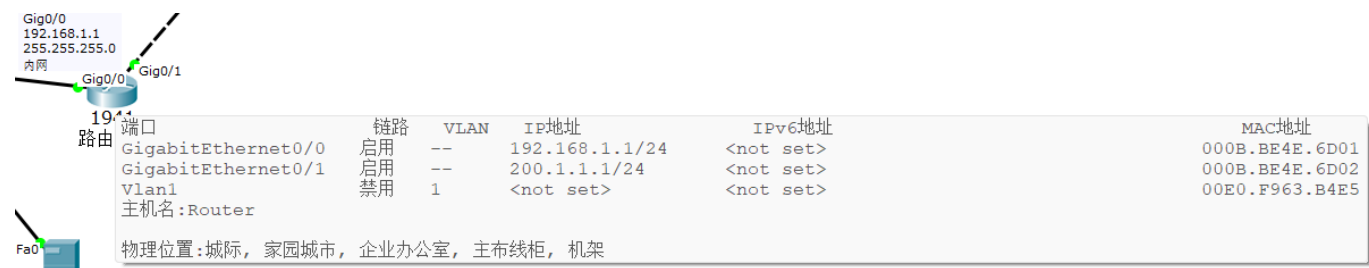 Gig0/0
192.168.1.1
255.255.255.0
内网
Gig0/0
Gig0/1
1941
路由
端口 链路 VLAN IP地址 IPv6地址 MAC地址
GigabitEthernet0/0 启用 -- 192.168.1.1/24 <not set> 000B.BE4E.6D01
GigabitEthernet0/1 启用 -- 200.1.1.1/24 <not set> 000B.BE4E.6D02
Vlan1 禁用 1 <not set> <not set> 00E0.F963.B4E5
主机名:Router
Fa0
物理位置:城际, 家园城市, 企业办公室, 主布线柜, 机架